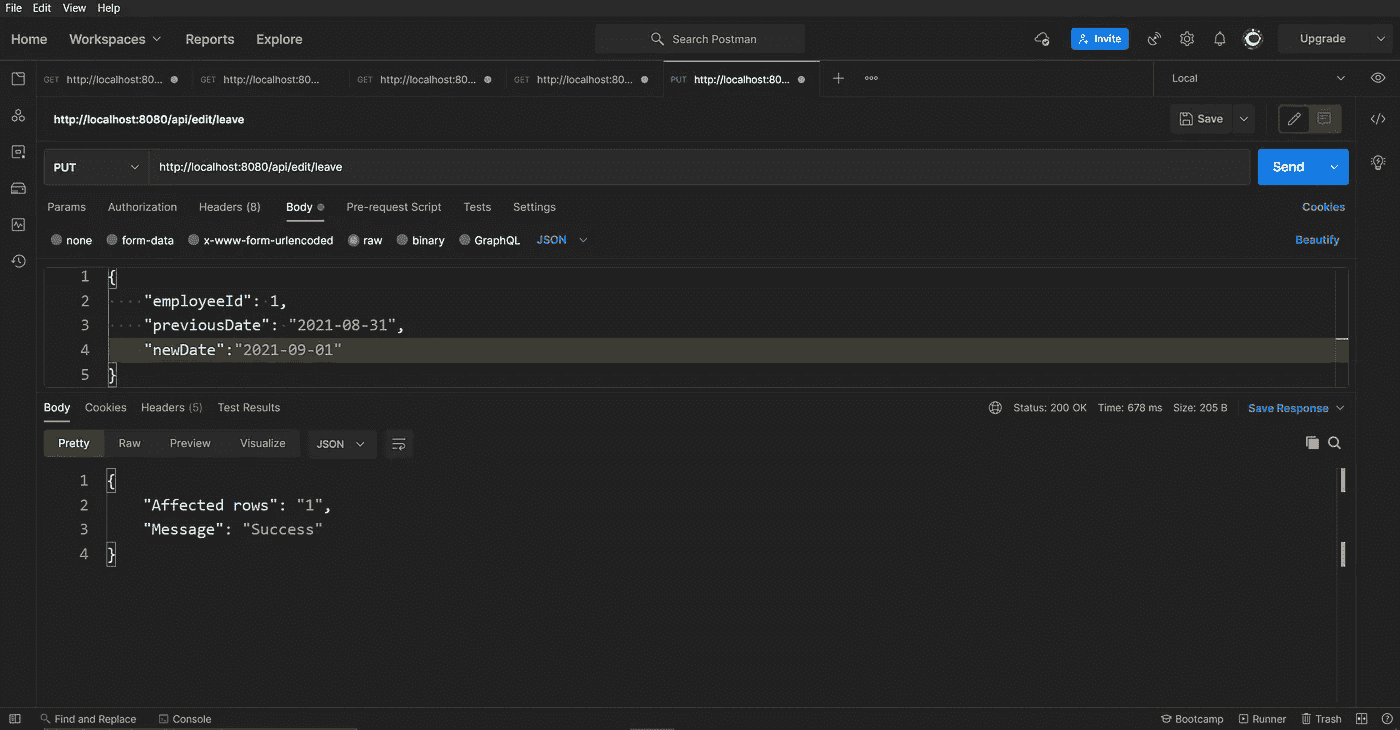 File Edit View Help
Home Workspaces Reports Explore Search Postman Invite Upgrade
GET http://localhost:80... GET http://localhost:80... GET http://localhost:80... GET http://localhost:80... PUT http://localhost:80... Local
http://localhost:8080/api/edit/leave Save
PUT http://localhost:8080/api/edit/leave Send
Params Authorization Headers (8) Body Pre-request Script Tests Settings Cookies
none form-data x-www-form-urlencoded raw binary GraphQL JSON Beautify
1 {
2 "employeeId": 1,
3 "previousDate": "2021-08-31",
4 "newDate":"2021-09-01"
5 }
Body Cookies Headers (5) Test Results Status: 200 OK Time: 678 ms Size: 205 B Save Response
Pretty Raw Preview Visualize JSON
1 {
2 "Affected rows": "1",
3 "Message": "Success"
4 }
Find and Replace Console Bootcamp Runner Trash